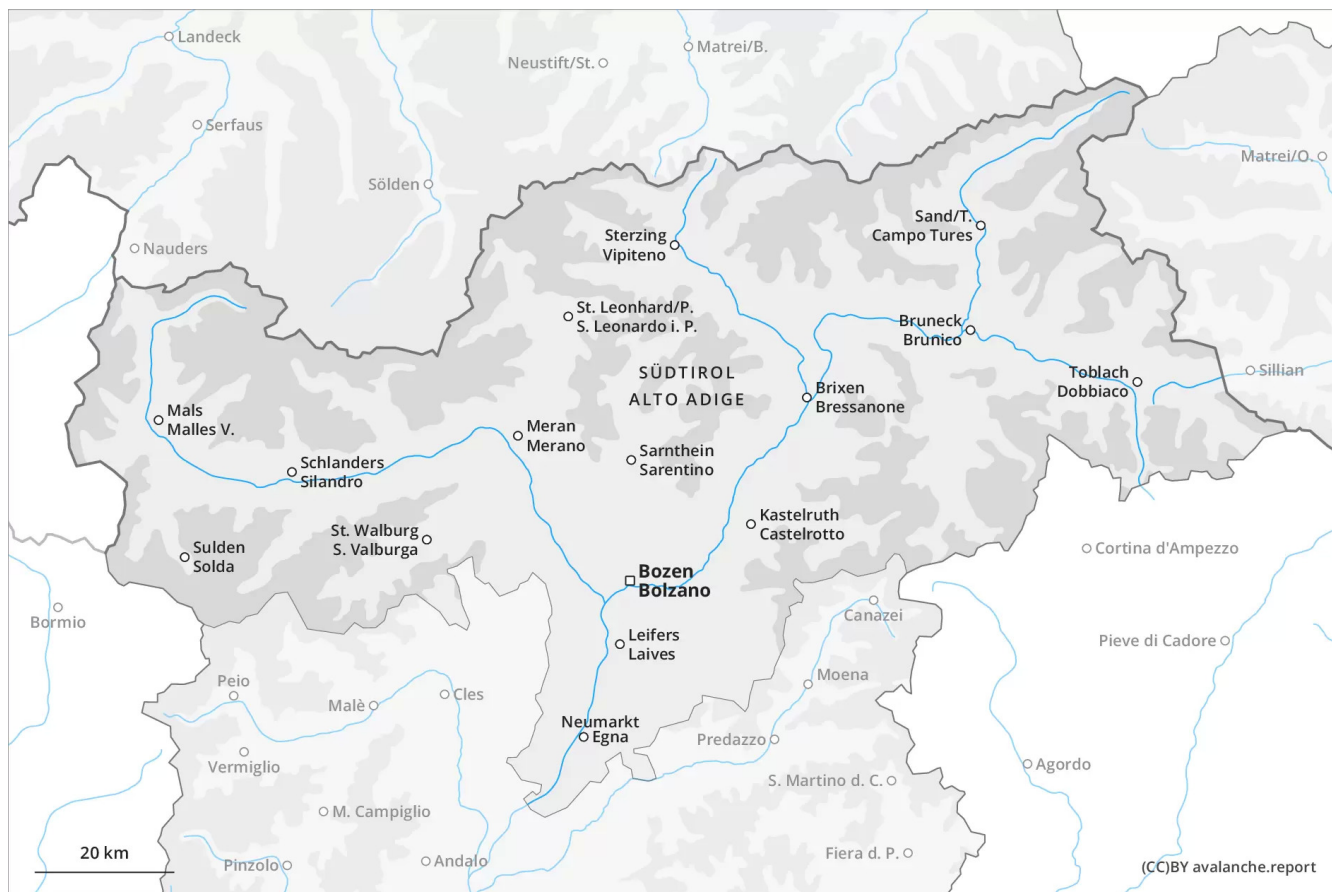 Landeck
Matrei/B.
Neustift/St.
Serfaus
Matrei/O.
Sölden
Sand/T.
Campo Tures
Sterzing
Vipiteno
Nauders
St. Leonhard/P.
S. Leonardo i. P.
Bruneck
Brunico
SÜDTIROL
ALTO ADIGE
Toblach
Dobbiaco
Sillian
Brixen
Bressanone
Mals
Malles V.
Meran
Merano
Sarnthein
Sarentino
Schlanders
Silandro
Kastelruth
Castelrotto
St. Walburg
S. Valburga
Sulden
Solda
Cortina d'Ampezzo
Bozen
Bolzano
Bormio
Canazei
Leifers
Laives
Pieve di Cadore
Peio
Moena
Malè
Cles
Neumarkt
Egna
Predazzo
Vermiglio
Agordo
S. Martino d. C.
M. Campiglio
20 km
Pinzolo
Andalo
Fiera d. P.
(CC)BY avalanche.report